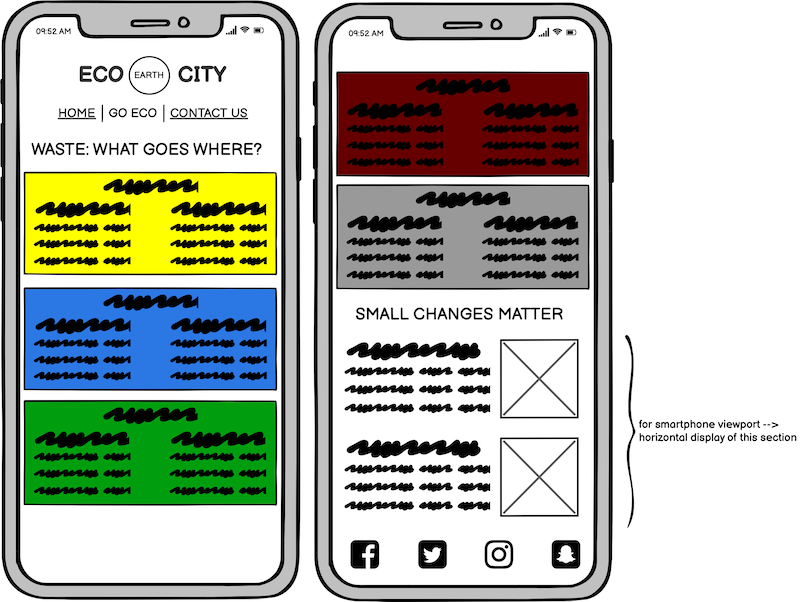 09:52 AM
ECO EARTH CITY
HOME GO ECO CONTACT US
WASTE: WHAT GOES WHERE?
09:52 AM
SMALL CHANGES MATTER
for smartphone viewport -->
horizontal display of this section